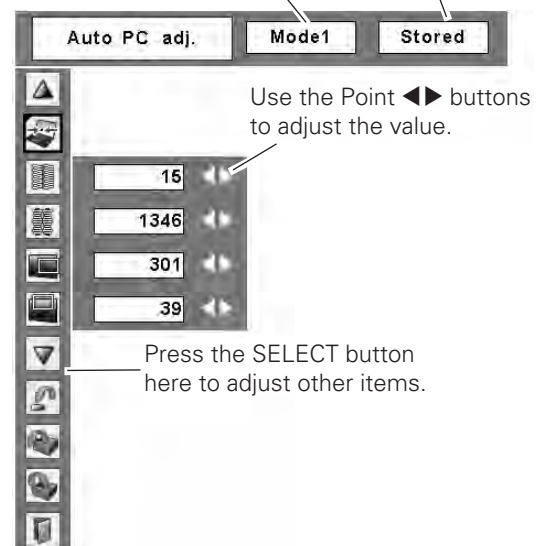 Auto PC adj. Mode1 Stored
Use the Point ◀▶ buttons
to adjust the value.
15
1346
301
39
Press the SELECT button
here to adjust other items.